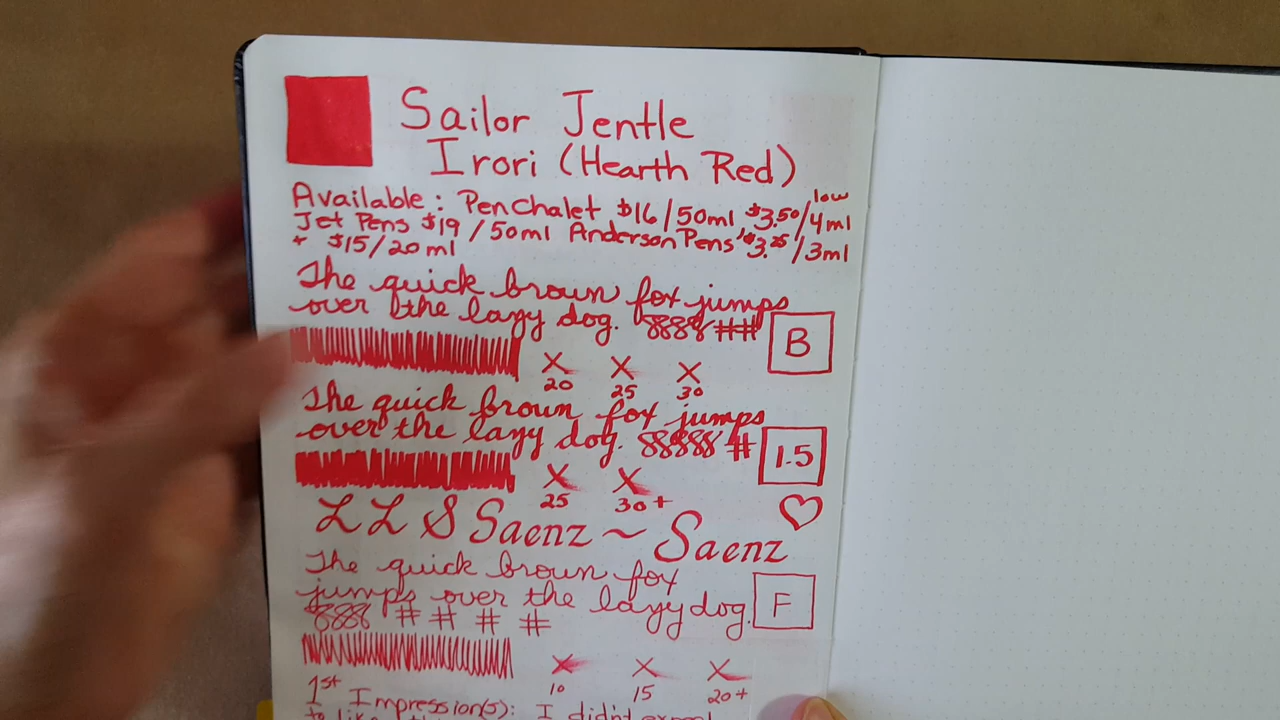 Sailor Jentle
Irori (Hearth Red)
low
Available: PenChalet $16/50ml $3.50/4ml
Jet Pens $19/50ml Anderson Pens $3.25/3ml
+ $15/20ml
The quick brown fox jumps
over the lazy dog. 8888 ##
B
X X X
20 25 30
The quick brown fox jumps
over the lazy dog. 88888 #
1.5
X X
25 30+
L L S Saenz ~ Saenz
The quick brown fox
jumps over the lazy dog.
F
888 # # # #
X X X
10 15 20+
1st Impression(s): I didn't expect
to like